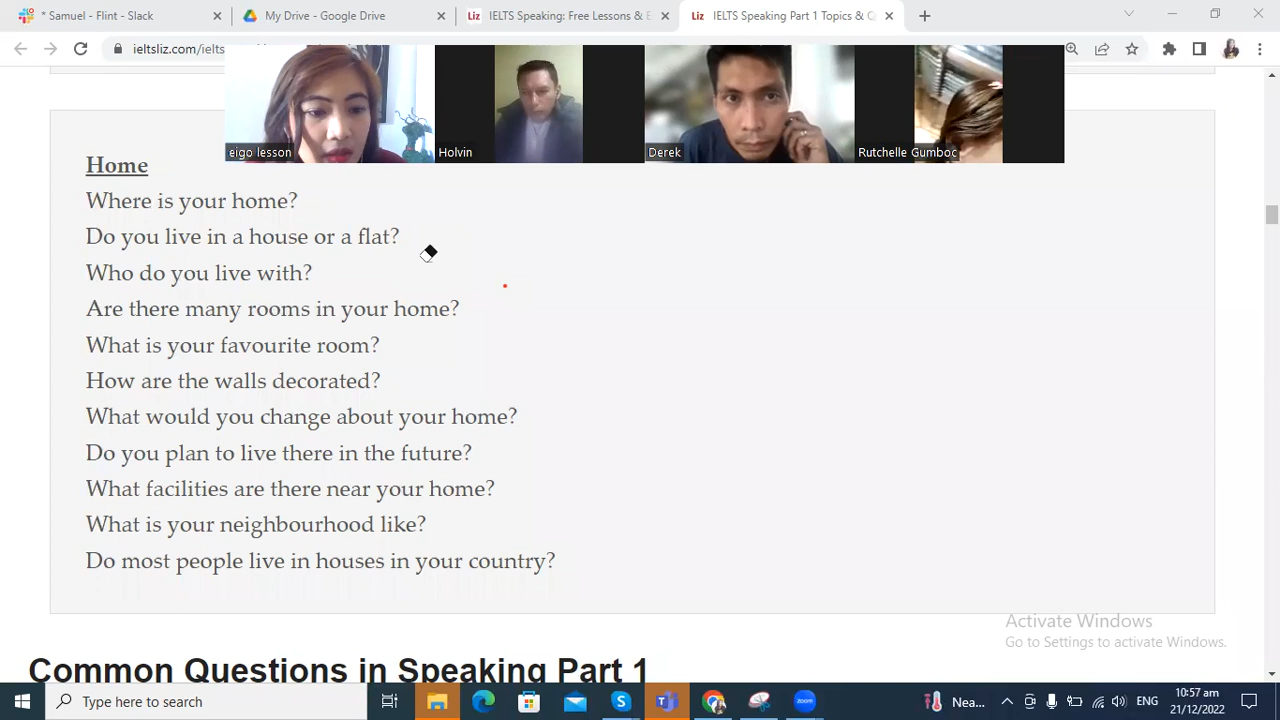 * Samuel - Flint - Slack
My Drive - Google Drive
Liz IELTS Speaking: Free Lessons & E
Liz IELTS Speaking Part 1 Topics & Q
ieltsliz.com/ielts
eigo lesson
Holvin
Derek
Rutchelle Gumboc
Home
Where is your home?
Do you live in a house or a flat?
Who do you live with?
Are there many rooms in your home?
What is your favourite room?
How are the walls decorated?
What would you change about your home?
Do you plan to live there in the future?
What facilities are there near your home?
What is your neighbourhood like?
Do most people live in houses in your country?
Activate Windows
Go to Settings to activate Windows.
Common Questions in Speaking Part 1
Type here to search
Nea...
ENG
10:57 am
21/12/2022